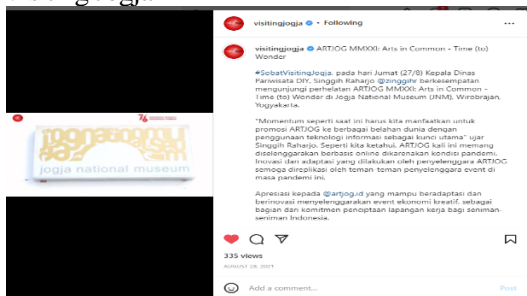 visitingjogja • Following
visitingjogja ARTJOG MMXXI: Arts in Common - Time (to)
Wonder
#SobatVisitingJogja, pada hari Jumat (27/8) Kepala Dinas
Pariwisata DIY, Singgih Raharjo @zinggihr berkesempatan
mengunjungi perhelatan ARTJOG MMXXI: Arts in Common -
Time (to) Wonder di Jogja National Museum (JNM), Wirobrajan,
Yogyakarta.
"Momentum seperti saat ini harus kita manfaatkan untuk
promosi ARTJOG ke berbagai belahan dunia dengan
penggunaan teknologi informasi sebagai kunci utama" ujar
Singgih Raharjo. Seperti kita ketahui, ARTJOG kali ini memang
diselenggarakan berbasis online dikarenakan kondisi pandemi.
Inovasi dan adaptasi yang dilakukan oleh penyelenggara ARTJOG
semoga direplikasi oleh teman-teman penyelenggara event di
masa pandemi ini.
Apresiasi kepada @artjog.id yang mampu beradaptasi dan
berinovasi menyelenggarakan event ekonomi kreatif, sebagai
bagian dari komitmen penciptaan lapangan kerja bagi seniman-
seniman Indonesia.
335 views
AUGUST 28, 2021
Add a comment...
Post
jogja national museum